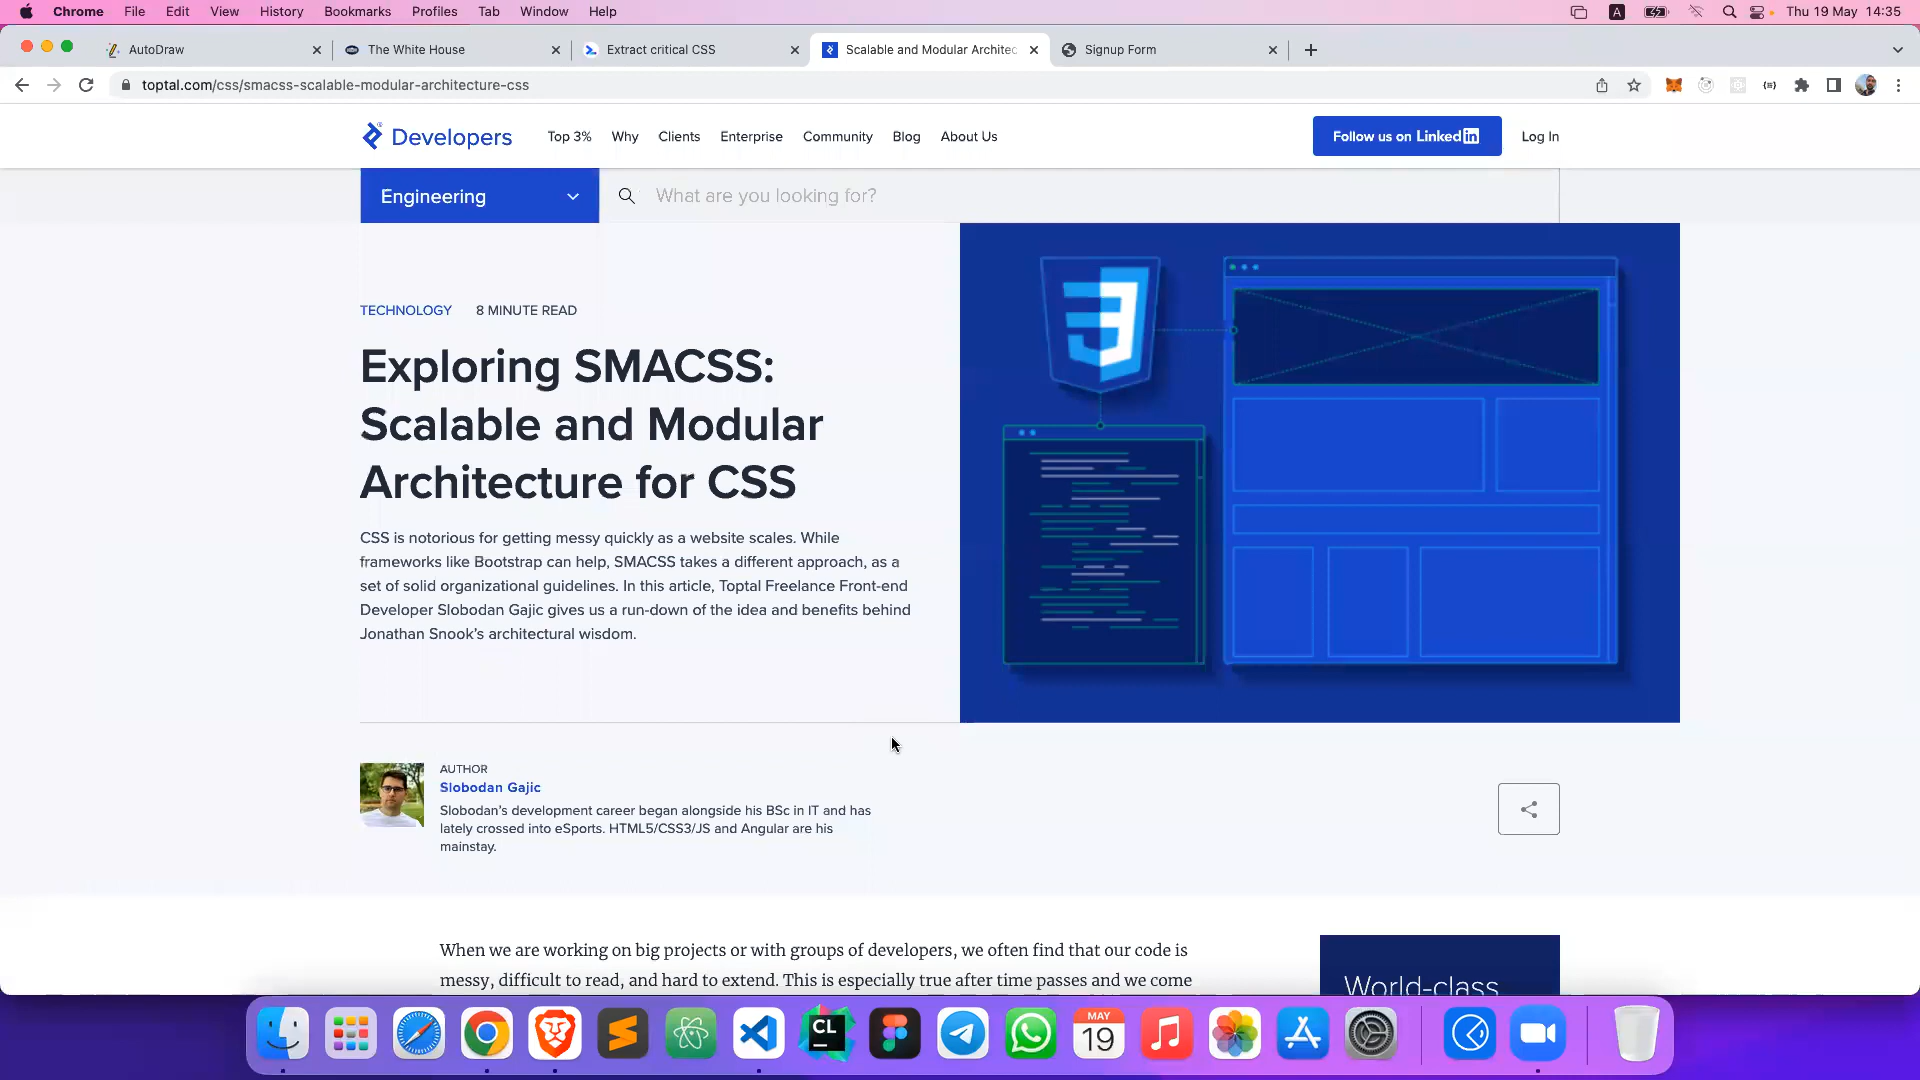 Chrome File Edit View History Bookmarks Profiles Tab Window Help
A
Thu 19 May 14:35
AutoDraw
The White House
Extract critical CSS
Scalable and Modular Architec
Signup Form
toptal.com/css/smacss-scalable-modular-architecture-css
Developers
Top 3% Why Clients Enterprise Community Blog About Us
Follow us on Linkedin
Log In
Engineering
What are you looking for?
TECHNOLOGY 8 MINUTE READ
Exploring SMACSS:
Scalable and Modular
Architecture for CSS
CSS is notorious for getting messy quickly as a website scales. While
frameworks like Bootstrap can help, SMACSS takes a different approach, as a
set of solid organizational guidelines. In this article, Toptal Freelance Front-end
Developer Slobodan Gajic gives us a run-down of the idea and benefits behind
Jonathan Snook’s architectural wisdom.
3
AUTHOR
Slobodan Gajic
Slobodan’s development career began alongside his BSc in IT and has
lately crossed into eSports. HTML5/CSS3/JS and Angular are his
mainstay.
When we are working on big projects or with groups of developers, we often find that our code is
messy, difficult to read, and hard to extend. This is especially true after time passes and we come
World-class
CL
MAY
19